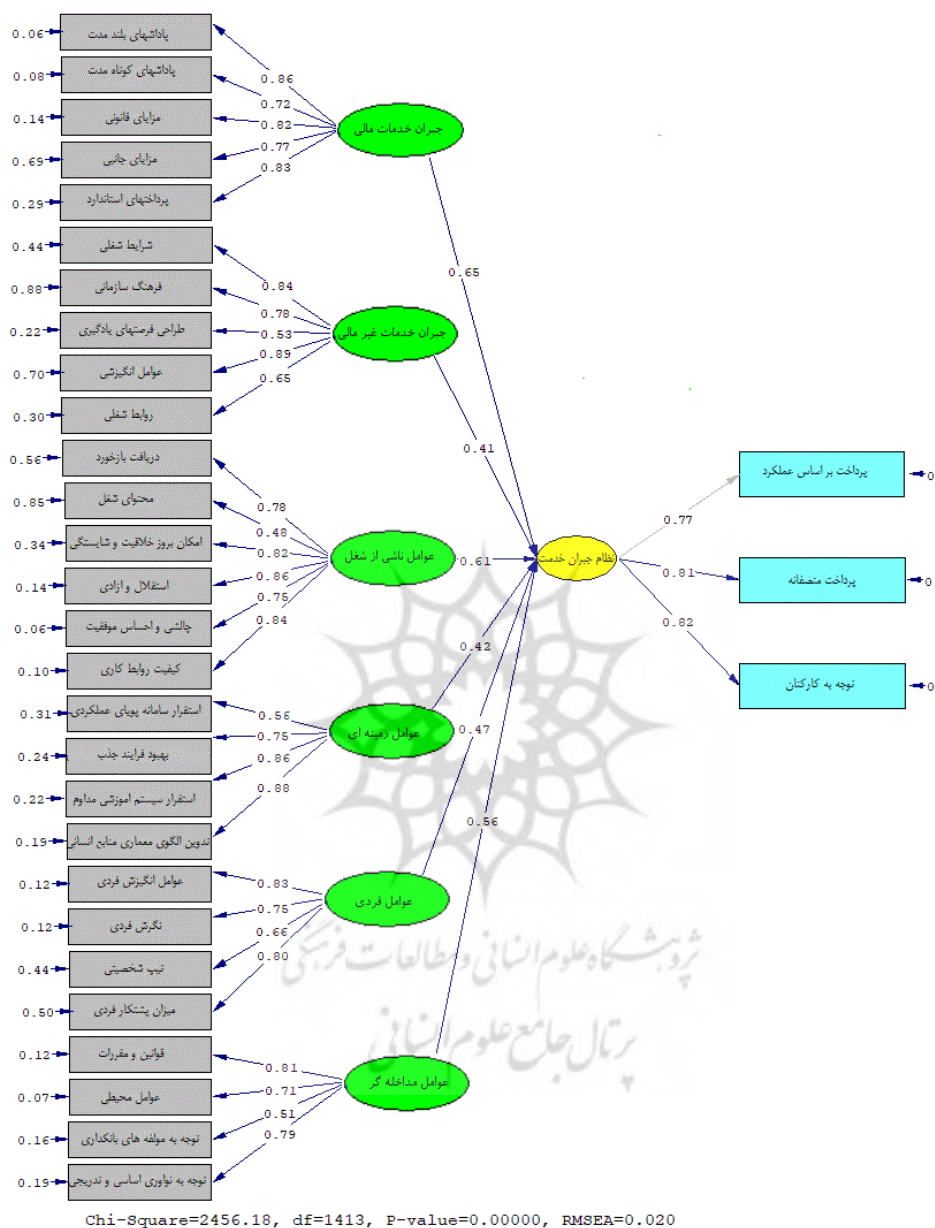 0.06
پاداشهای بلند مدت
0.08
پاداشهای کوتاه مدت
0.14
مزایای قانونی
0.69
مزایای جانبی
0.29
پرداختهای استاندارد
0.44
شرایط شغلی
0.88
فرهنگ سازمانی
0.22
طراحی فرصتهای یادگیری
0.70
عوامل انگیزشی
0.30
روابط شغلی
0.56
دریافت بازخورد
0.85
محتوای شغل
0.34
امکان بروز خلاقیت و شایستگی
0.14
استقلال و ازادی
0.06
چالشی و احساس موفقیت
0.10
کیفیت روابط کاری
0.31
استقرار سامانه پویای عملکردی
0.24
بهبود فرایند جذب
0.22
استقرار سیستم اموزشی مداوم
0.19
تدوین الگوی معماری منابع انسانی
0.12
عوامل انگیزش فردی
0.12
نگرش فردی
0.44
تیپ شخصیتی
0.50
میزان پشتکار فردی
0.12
قوانین و مقررات
0.07
عوامل محیطی
0.16
توجه به مولفه های بانکداری
0.19
توجه به نواوری اساسی و تدریجی
0.86
0.72
0.82
0.77
0.83
جبران خدمات مالی
0.84
0.78
0.53
0.89
0.65
جبران خدمات غیر مالی
0.78
0.48
0.82
0.86
0.75
0.84
عوامل ناشی از شغل
0.56
0.75
0.86
0.88
عوامل زمینه ای
0.83
0.75
0.66
0.80
عوامل فردی
0.81
0.71
0.51
0.79
عوامل مداخله گر
0.65
0.41
0.61
0.42
0.47
0.56
نظام جبران خدمت
0.77
0.81
0.82
پرداخت بر اساس عملکرد
0
پرداخت منصفانه
0
توجه به کارکنان
0
پژوهشگاه علوم انسانی و مطالعات فرهنگی
پرتال جامع علوم انسانی
Chi-Square=2456.18, df=1413, P-value=0.00000, RMSEA=0.020